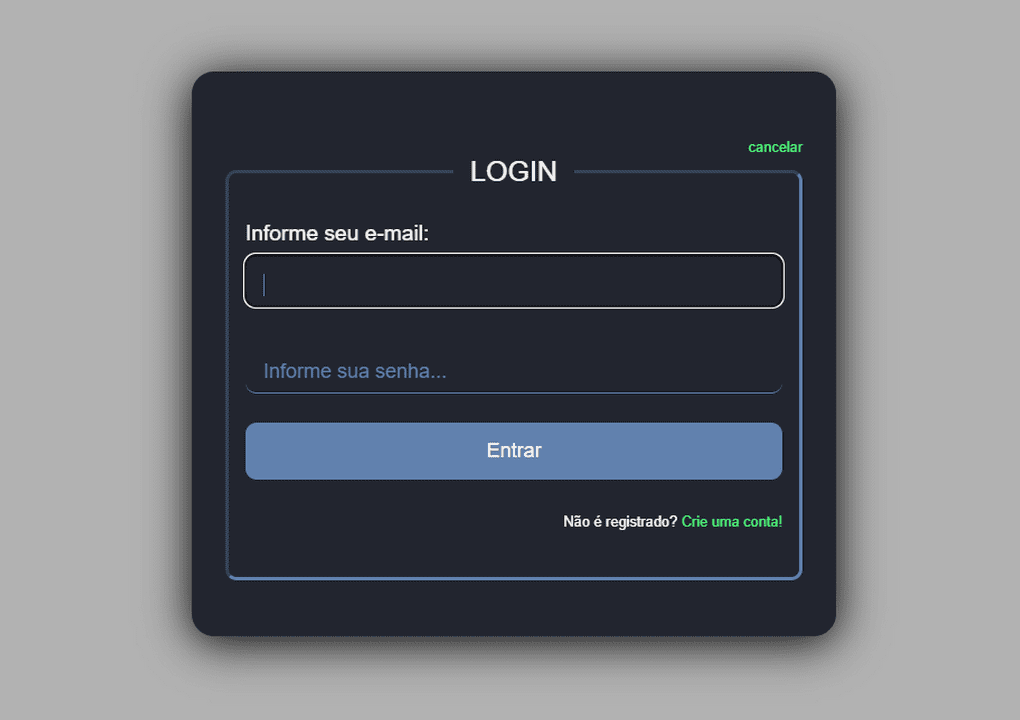 cancelar
LOGIN
Informe seu e-mail:
Informe sua senha...
Entrar
Não é registrado? Crie uma conta!